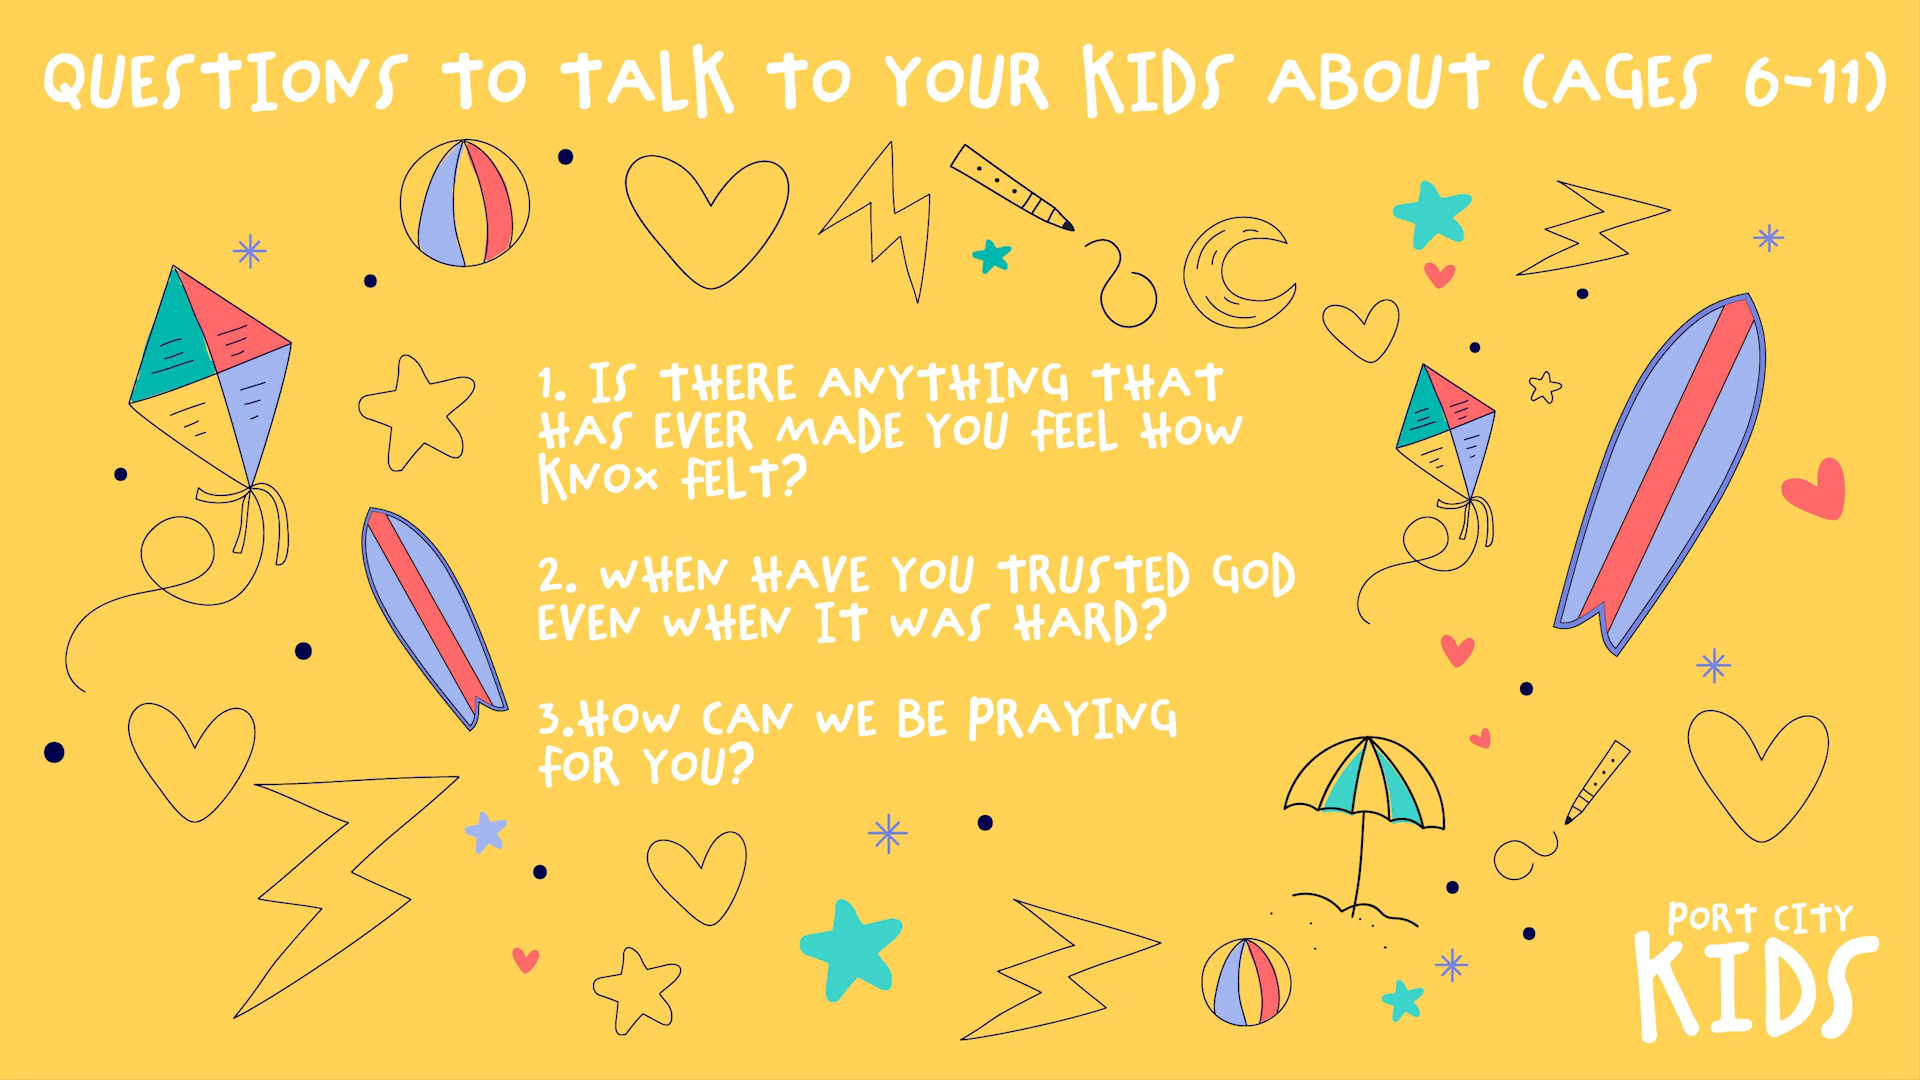 QUESTIONS TO TALK TO YOUR KIDS ABOUT (AGES 6-11)
1. IS THERE ANYTHING THAT
HAS EVER MADE YOU FEEL HOW
KNOX FELT?
2. WHEN HAVE YOU TRUSTED GOD
EVEN WHEN IT WAS HARD?
3.HOW CAN WE BE PRAYING
FOR YOU?
PORT CITY
KIDS